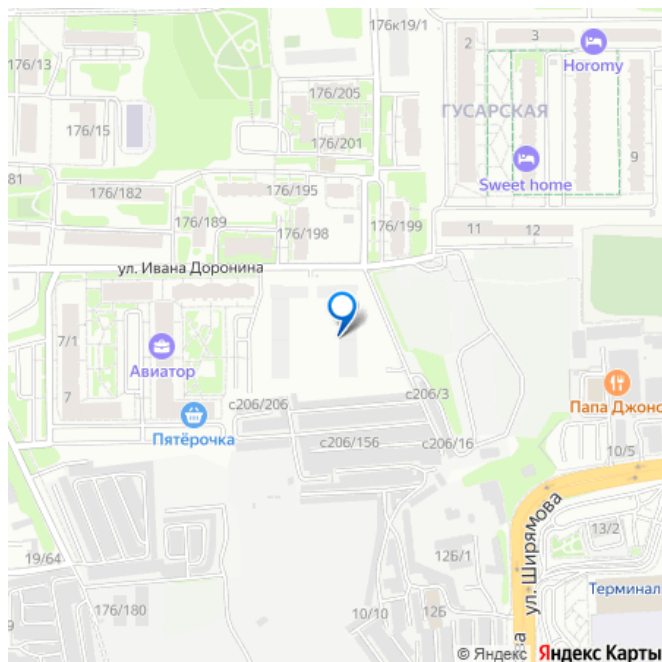 176к19/1
3
2
Horomy
176/13
176/205
ГУСАРСКАЯ
176/15
176/201
9
Sweet home
81
176/182
176/195
176/189
176/199
176/198
11
12
ул. Ивана Доронина
7/1
Авиатор
7
с206/206
с206/3
Папа Джонс
Пятёрочка
с206/156
с206/16
10/5
ул. Ширямова
13/2
19/64
12Б/1
Терминал
176/180
10/10
12Б
ва
© Яндекс Яндекс Карты